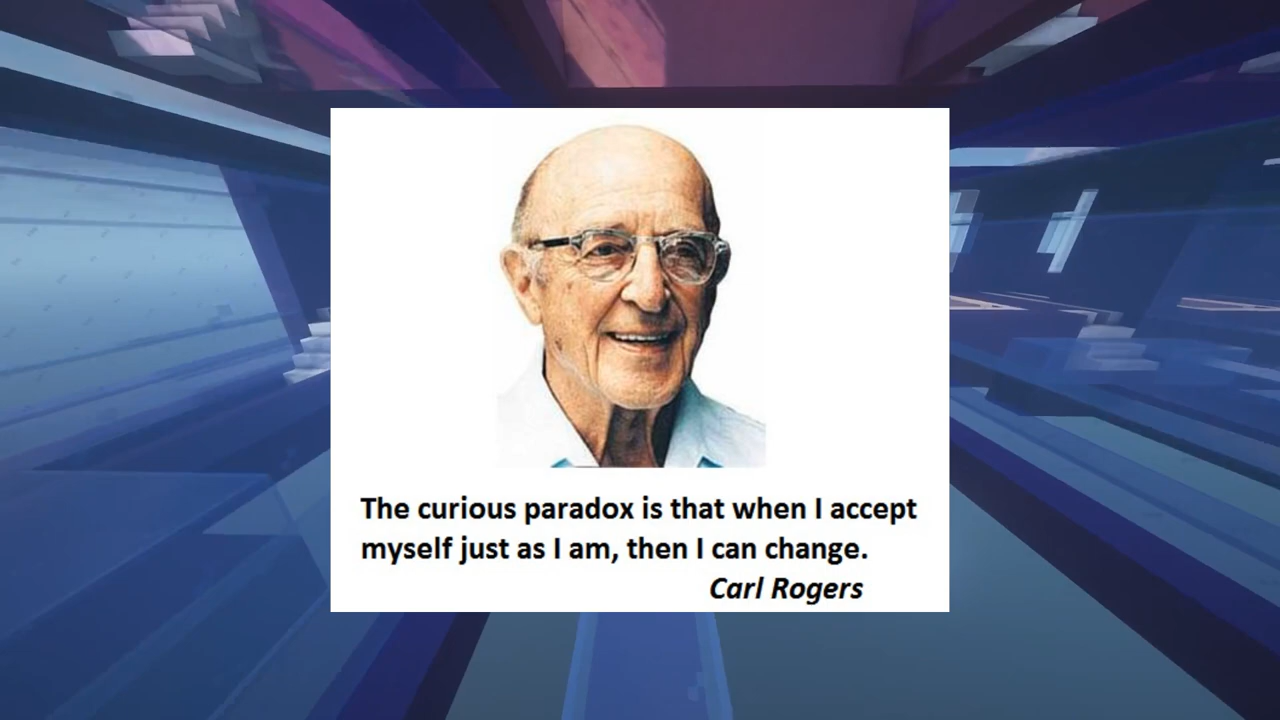 The curious paradox is that when I accept
myself just as I am, then I can change.
Carl Rogers